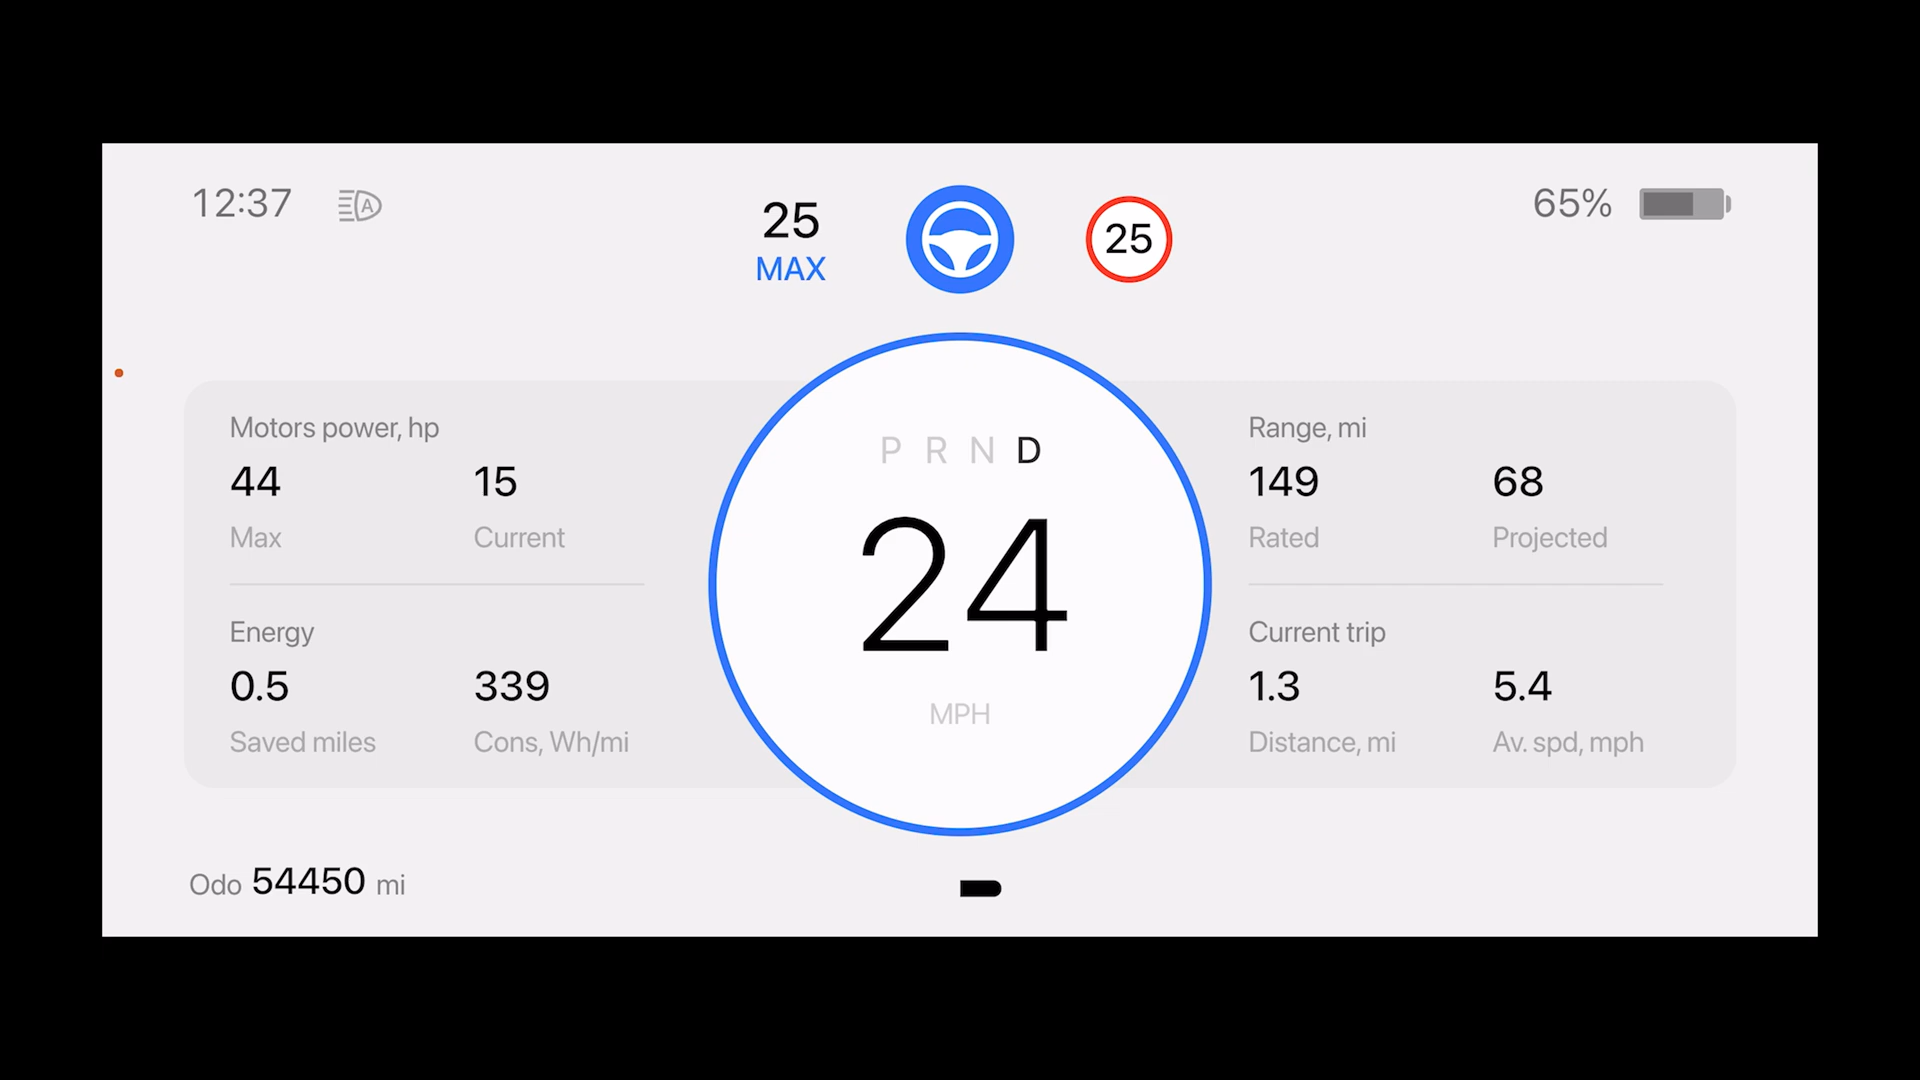 12:37
A
25
MAX
25
65%
Motors power, hp
44
15
Max
Current
Energy
0.5
339
Saved miles
Cons, Wh/mi
P R N D
24
MPH
Range, mi
149
68
Rated
Projected
Current trip
1.3
5.4
Distance, mi
Av. spd, mph
Odo 54450 mi